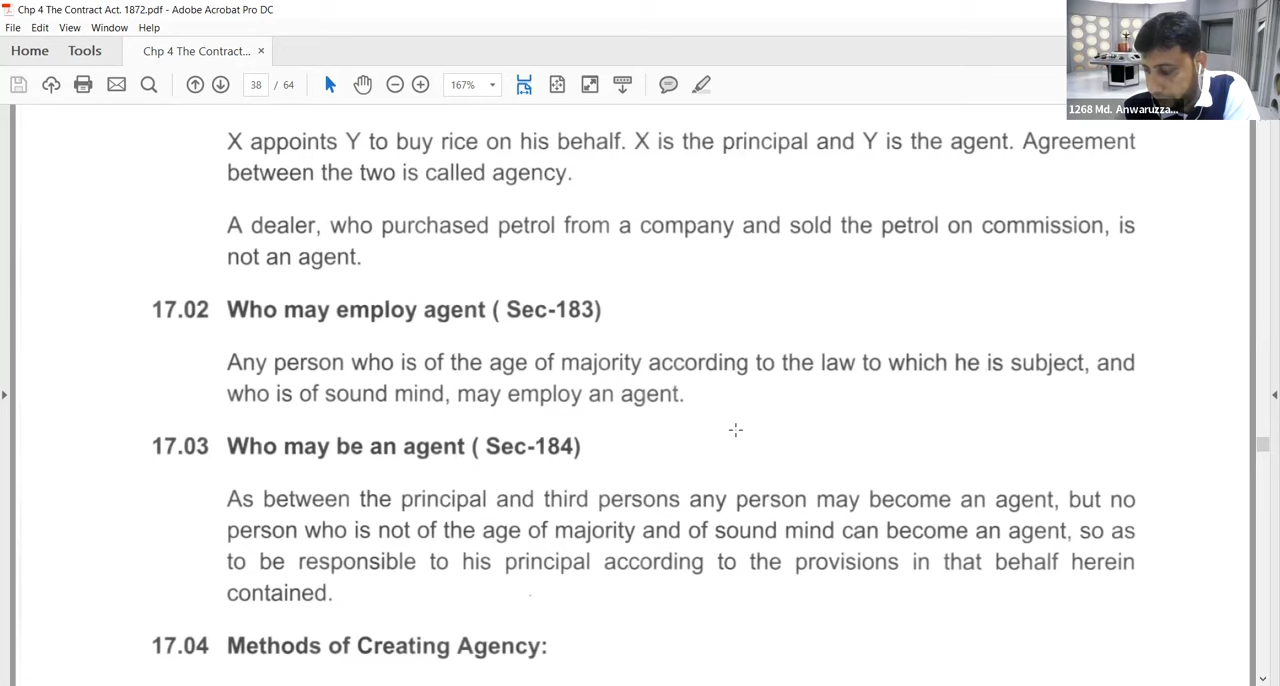 Chp 4 The Contract Act. 1872.pdf - Adobe Acrobat Pro DC
File Edit View Window Help
Home Tools Chp 4 The Contract... ×
38 / 64 167%
1268 Md. Anwaruzza...
X appoints Y to buy rice on his behalf. X is the principal and Y is the agent. Agreement
between the two is called agency.
A dealer, who purchased petrol from a company and sold the petrol on commission, is
not an agent.
17.02 Who may employ agent ( Sec-183)
Any person who is of the age of majority according to the law to which he is subject, and
who is of sound mind, may employ an agent.
17.03 Who may be an agent ( Sec-184)
As between the principal and third persons any person may become an agent, but no
person who is not of the age of majority and of sound mind can become an agent, so as
to be responsible to his principal according to the provisions in that behalf herein
contained.
17.04 Methods of Creating Agency: